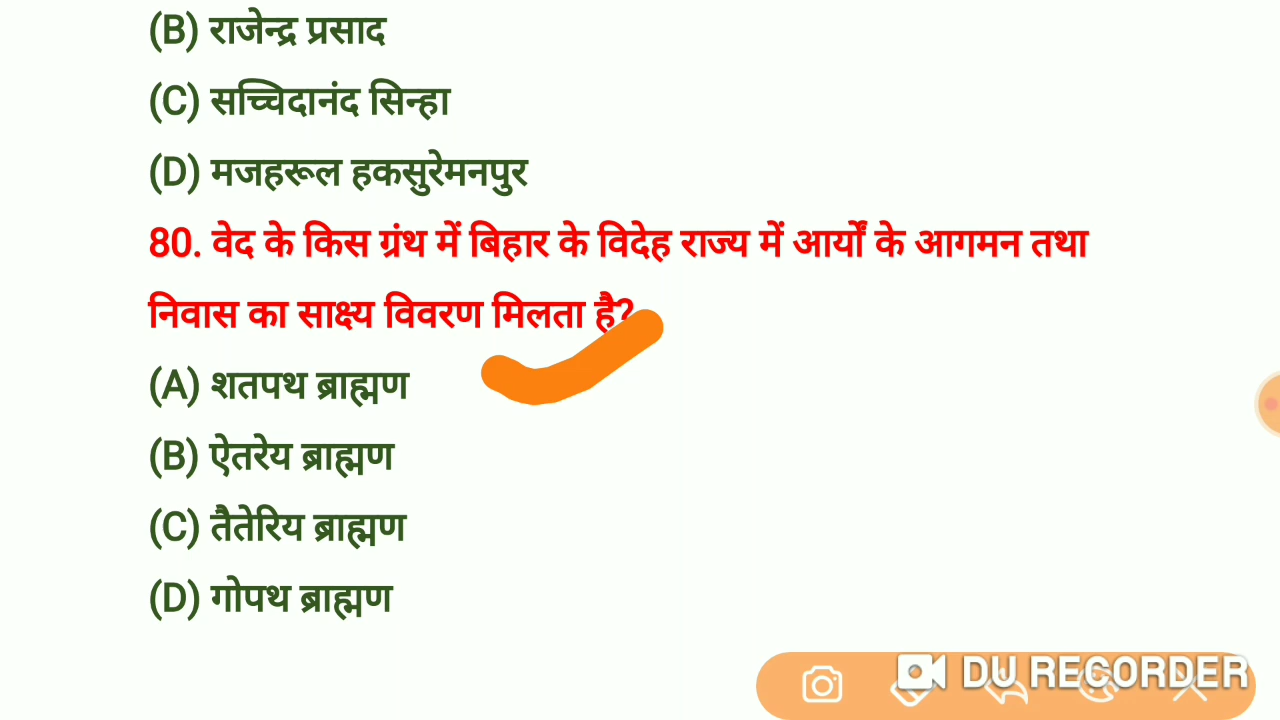 (B) राजेन्द्र प्रसाद
(C) सच्चिदानंद सिन्हा
(D) मजहरूल हकसुरेमनपुर
80. वेद के किस ग्रंथ में बिहार के विदेह राज्य में आर्यों के आगमन तथा
निवास का साक्ष्य विवरण मिलता है?
(A) शतपथ ब्राह्मण
(B) ऐतरेय ब्राह्मण
(C) तैतेरिय ब्राह्मण
(D) गोपथ ब्राह्मण
DU RECORDER